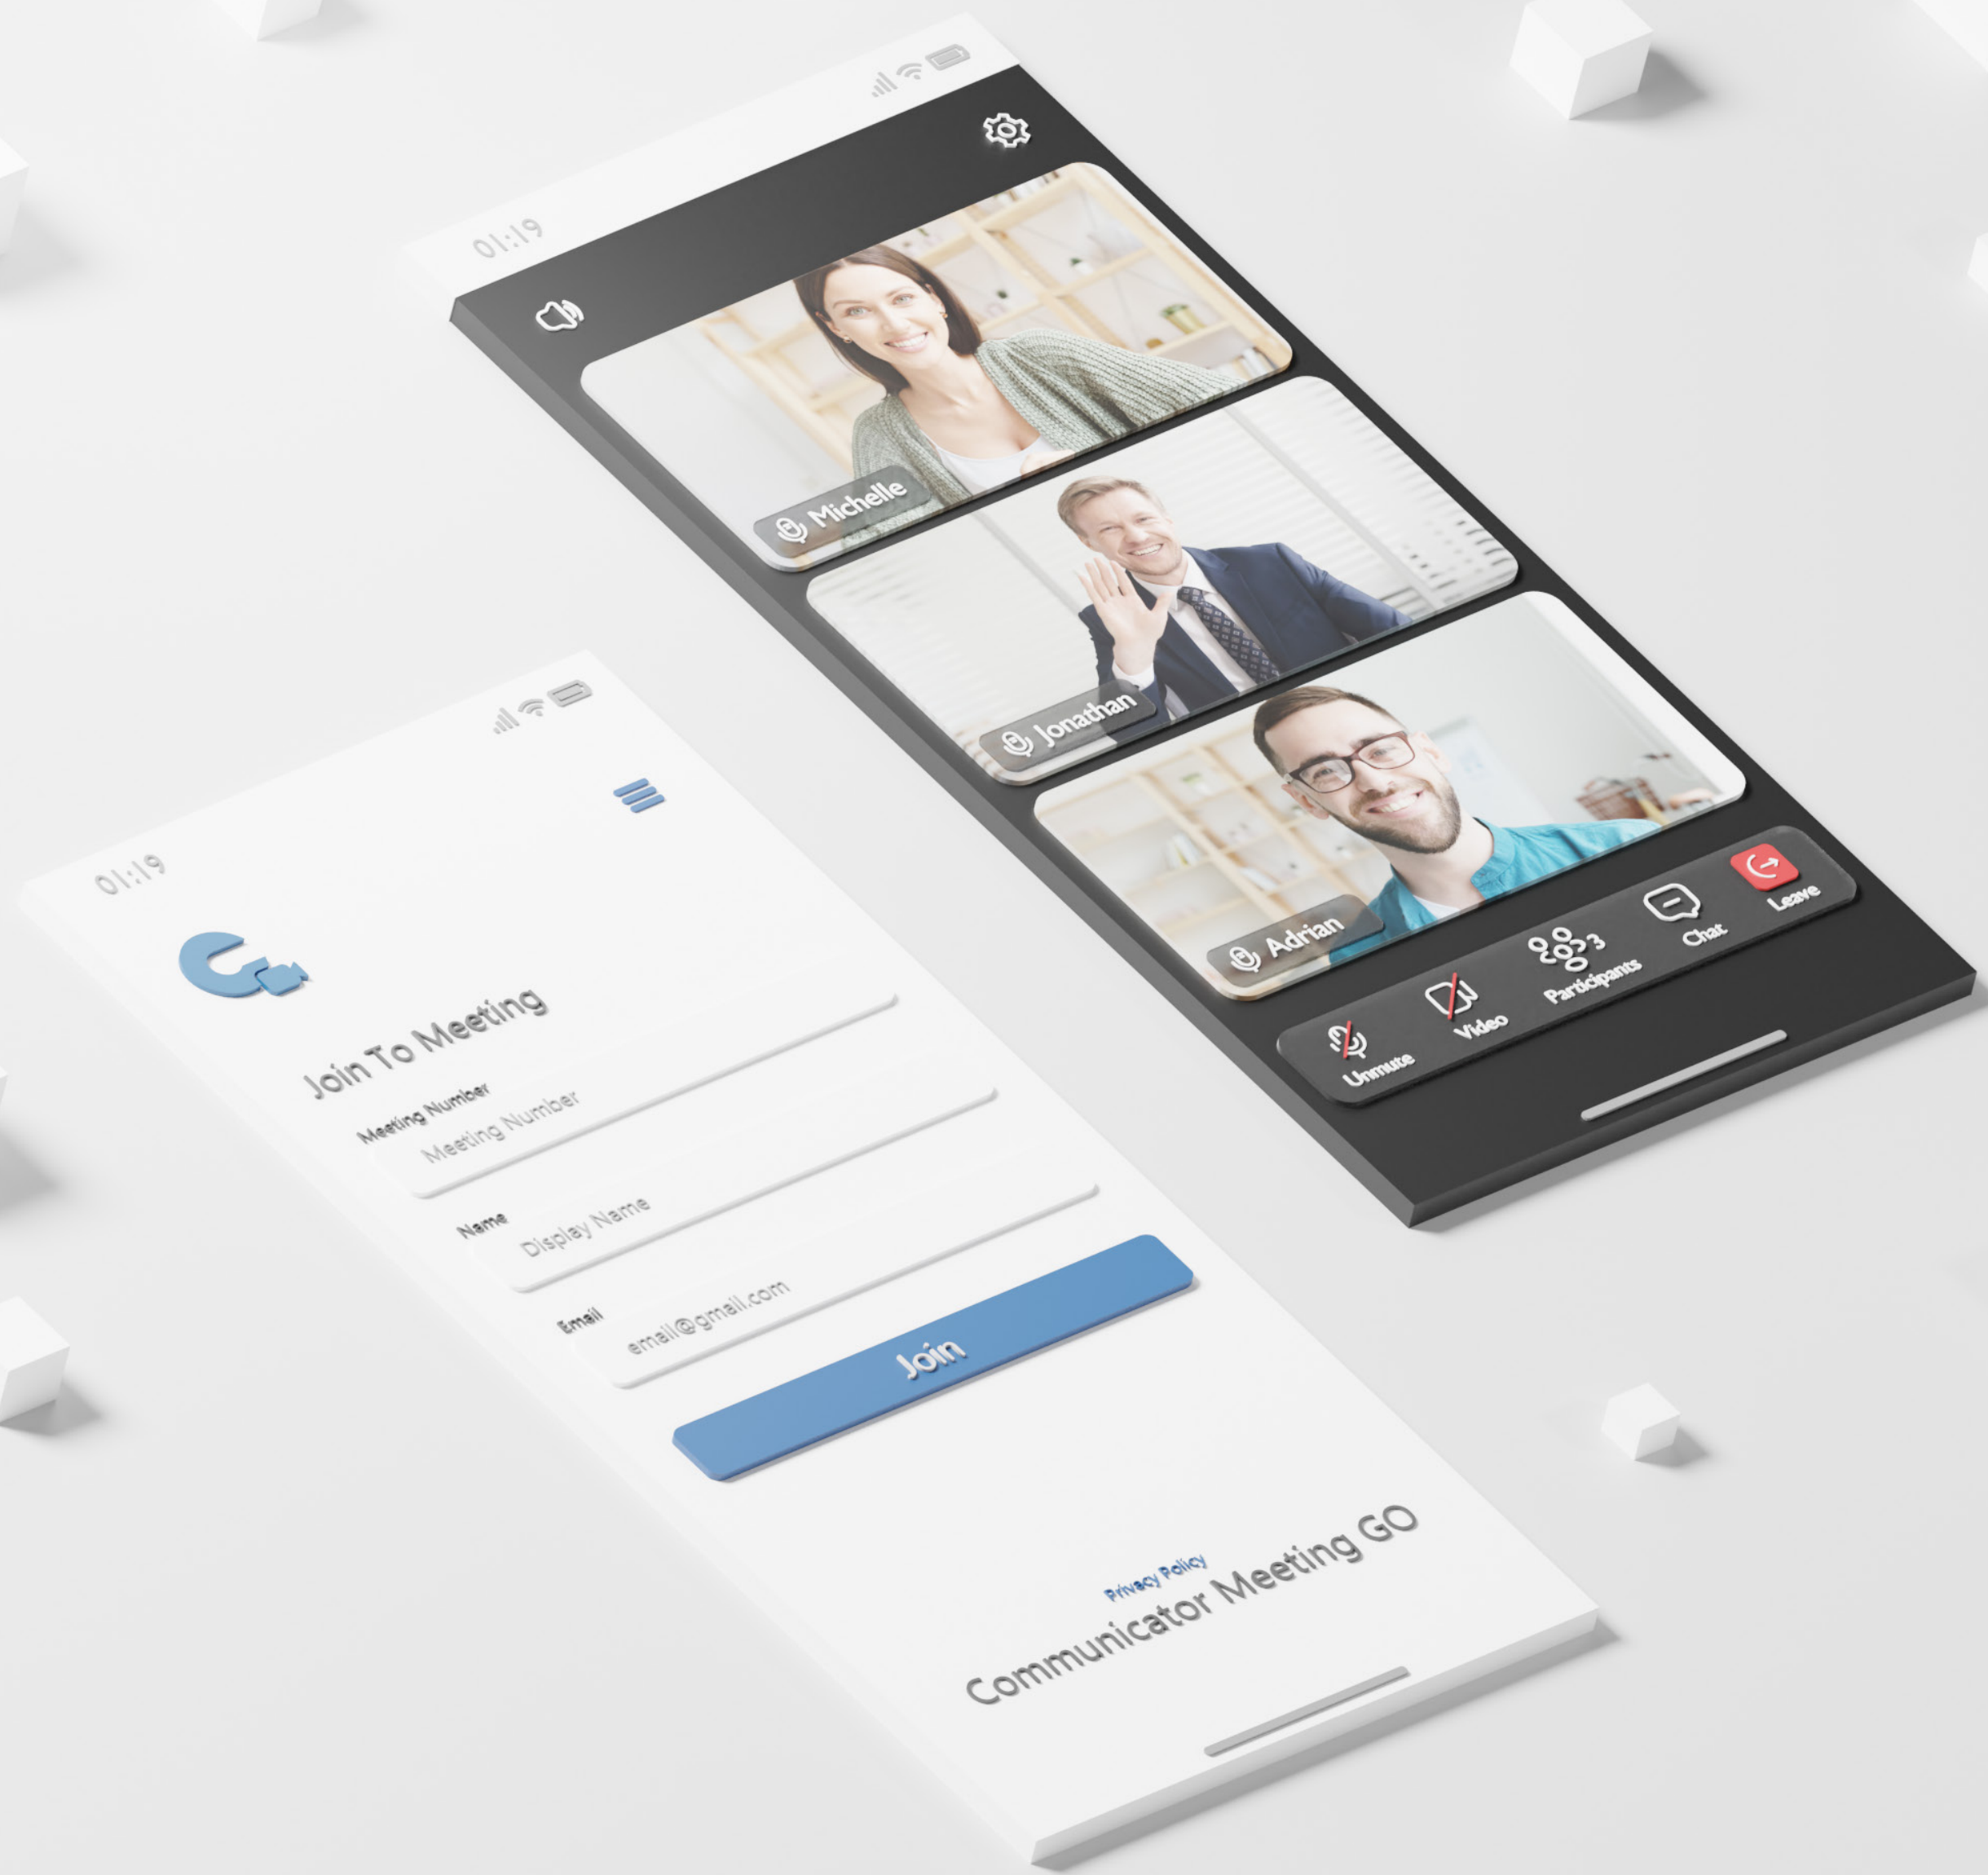 01:19
Michelle
Jonathan
Adrian
Unmute
Video
3
Participants
Chat
Leave
01:19
Join To Meeting
Meeting Number
Meeting Number
Name
Display Name
Email
email@gmail.com
Join
Privacy Policy
Communicator Meeting GO